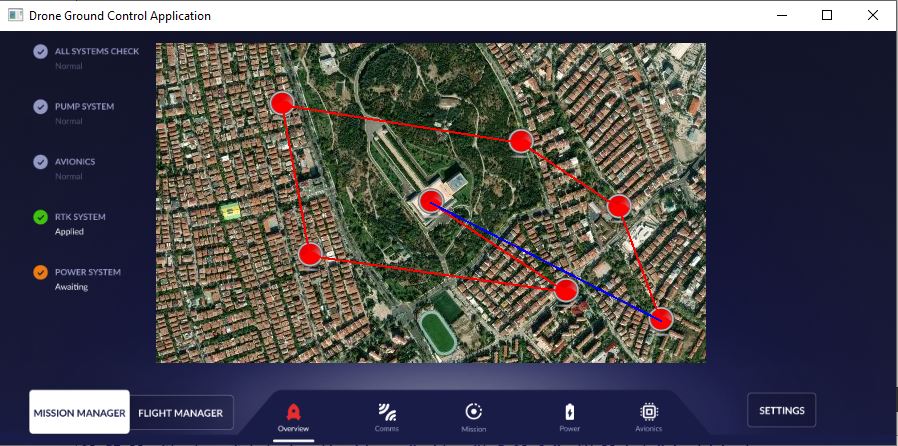 Drone Ground Control Application
ALL SYSTEMS CHECK
Normal
PUMP SYSTEM
Normal
AVIONICS
Normal
RTK SYSTEM
Applied
POWER SYSTEM
Awaiting
MISSION MANAGER
FLIGHT MANAGER
Overview
Comms
Mission
Power
Avionics
SETTINGS